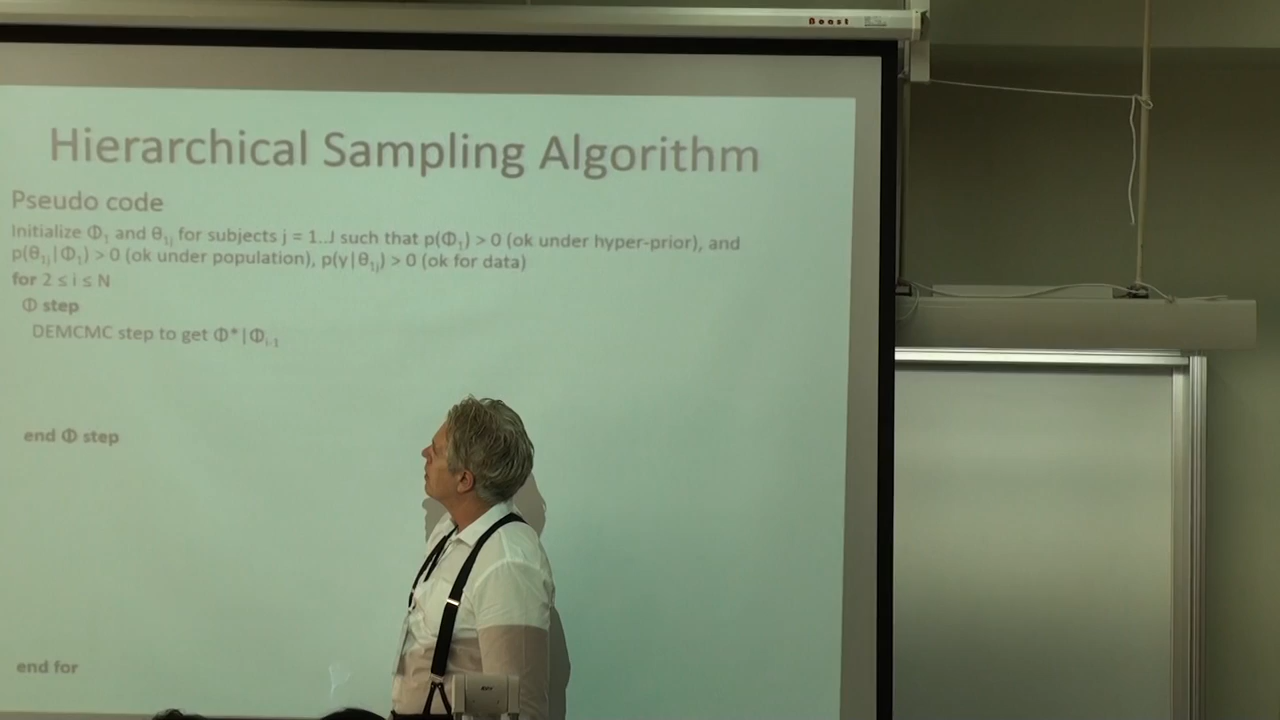 Boost
Hierarchical Sampling Algorithm
Pseudo code
Initialize Φ₁ and θ₁ⱼ for subjects j = 1..J such that p(Φ₁) > 0 (ok under hyper-prior), and
p(θ₁ⱼ|Φ₁) > 0 (ok under population), p(y|θ₁ⱼ) > 0 (ok for data)
for 2 ≤ i ≤ N
Φ step
DEMCMC step to get Φ*|Φᵢ₋₁
end Φ step
end for